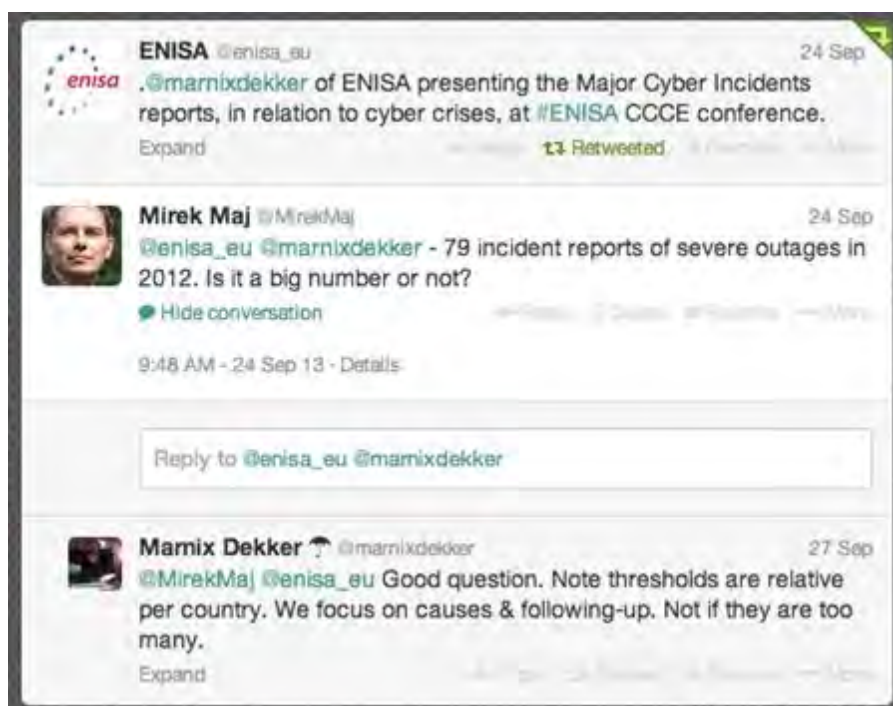 ENISA @enisa_eu 24 Sep
enisa
.@marnixdekker of ENISA presenting the Major Cyber Incidents
reports, in relation to cyber crises, at #ENISA CCCE conference.
Expand Retweeted
Mirek Maj @MirekMaj 24 Sep
@enisa_eu @marnixdekker - 79 incident reports of severe outages in
2012. Is it a big number or not?
Hide conversation
9:48 AM - 24 Sep 13 · Details
Reply to @enisa_eu @marnixdekker
Marnix Dekker @marnixdekker 27 Sep
@MirekMaj @enisa_eu Good question. Note thresholds are relative
per country. We focus on causes & following-up. Not if they are too
many.
Expand